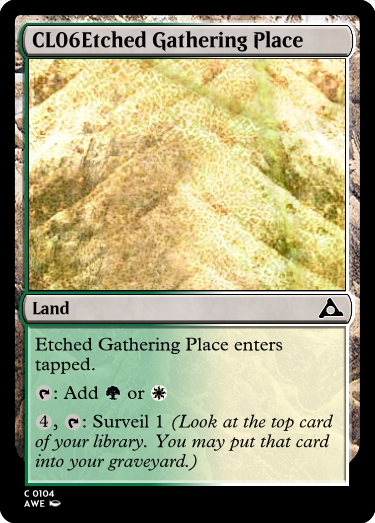 CL06Etched Gathering Place
Land
Etched Gathering Place enters
tapped.
: Add or
4, : Surveil 1 (Look at the top card
of your library. You may put that card
into your graveyard.)
C 0104
AWE